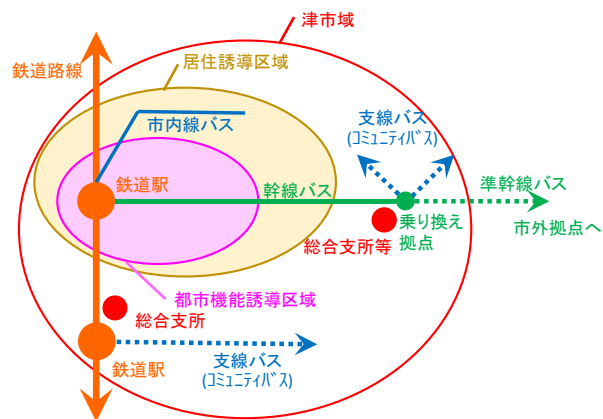 津市域
居住誘導区域
鉄道路線
市内線バス
支線バス
(ｺﾐｭﾆﾃｨﾊﾞｽ)
鉄道駅
幹線バス
準幹線バス
乗り換え
拠点
市外拠点へ
総合支所等
都市機能誘導区域
総合支所
支線バス
(ｺﾐｭﾆﾃｨﾊﾞｽ)
鉄道駅